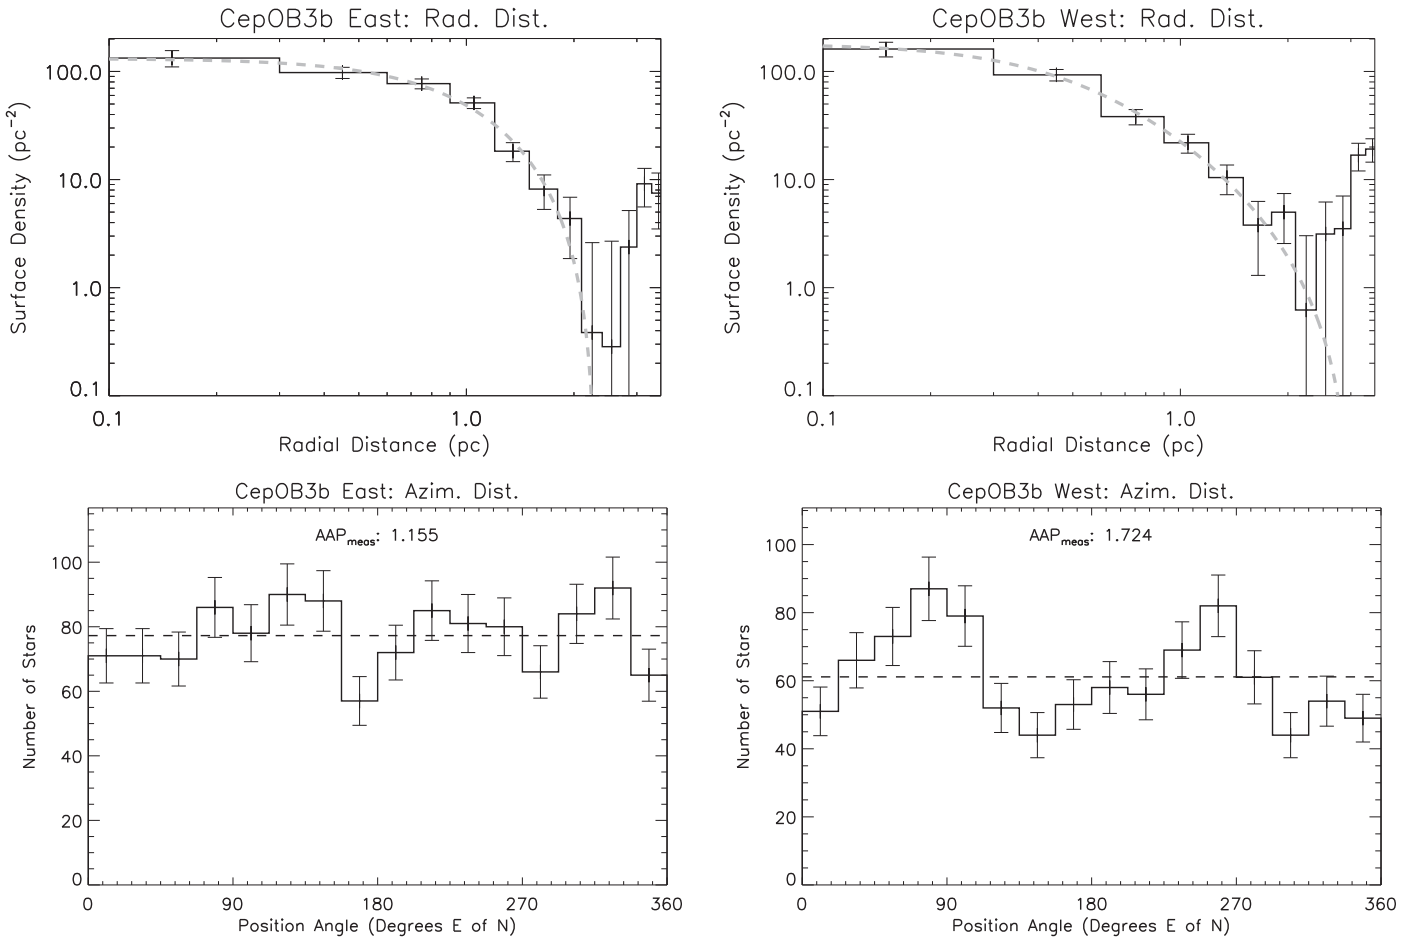 CepOB3b East: Rad. Dist.
Surface Density (pc⁻²)
100.0
10.0
1.0
0.1
0.1
1.0
Radial Distance (pc)
CepOB3b West: Rad. Dist.
Surface Density (pc⁻²)
100.0
10.0
1.0
0.1
0.1
1.0
Radial Distance (pc)
CepOB3b East: Azim. Dist.
AAPmeas: 1.155
Number of Stars
100
80
60
40
20
0
0
90
180
270
360
Position Angle (Degrees E of N)
CepOB3b West: Azim. Dist.
AAPmeas: 1.724
Number of Stars
100
80
60
40
20
0
0
90
180
270
360
Position Angle (Degrees E of N)